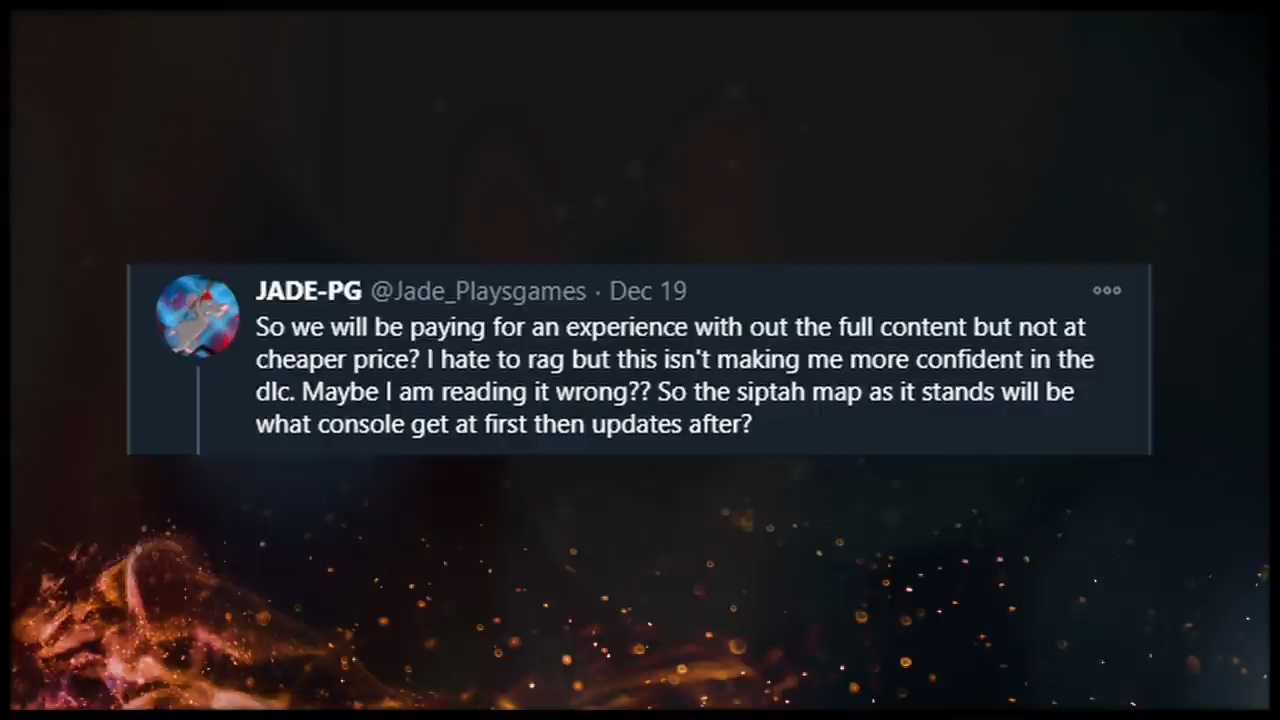 JADE-PG @Jade_Playsgames · Dec 19
So we will be paying for an experience with out the full content but not at
cheaper price? I hate to rag but this isn't making me more confident in the
dlc. Maybe I am reading it wrong?? So the siptah map as it stands will be
what console get at first then updates after?